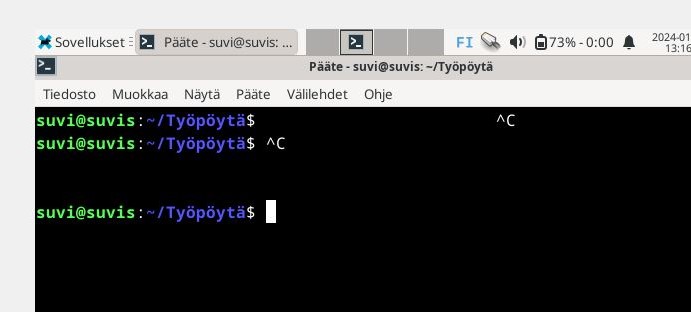 Sovellukset Pääte - suvi@suvis: ... FI 73% - 0:00 2024-01
13:16
Pääte - suvi@suvis: ~/Työpöytä
Tiedosto Muokkaa Näytä Pääte Välilehdet Ohje
suvi@suvis:~/Työpöytä$ ^C
suvi@suvis:~/Työpöytä$ ^C
suvi@suvis:~/Työpöytä$